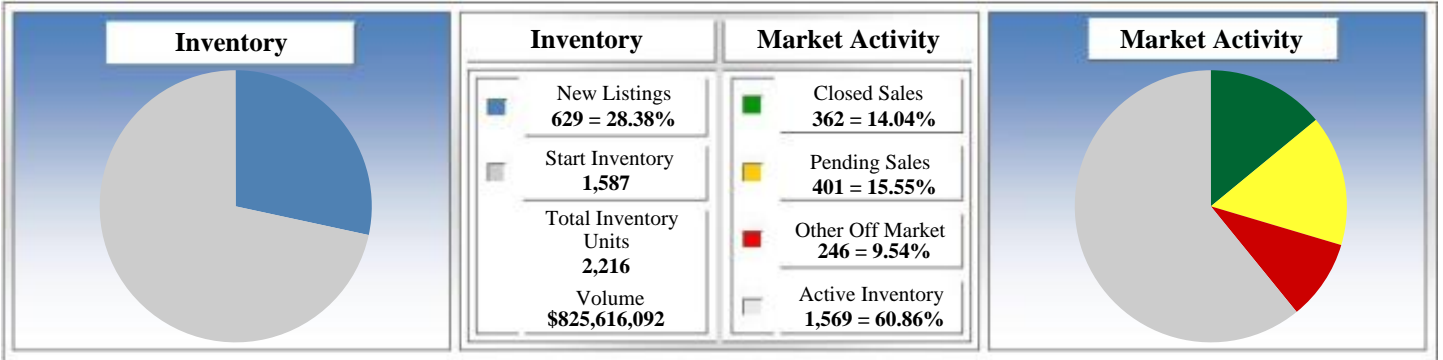 Inventory
Inventory
Market Activity
New Listings
629 = 28.38%
Start Inventory
1,587
Total Inventory
Units
2,216
Volume
$825,616,092
Closed Sales
362 = 14.04%
Pending Sales
401 = 15.55%
Other Off Market
246 = 9.54%
Active Inventory
1,569 = 60.86%
Market Activity